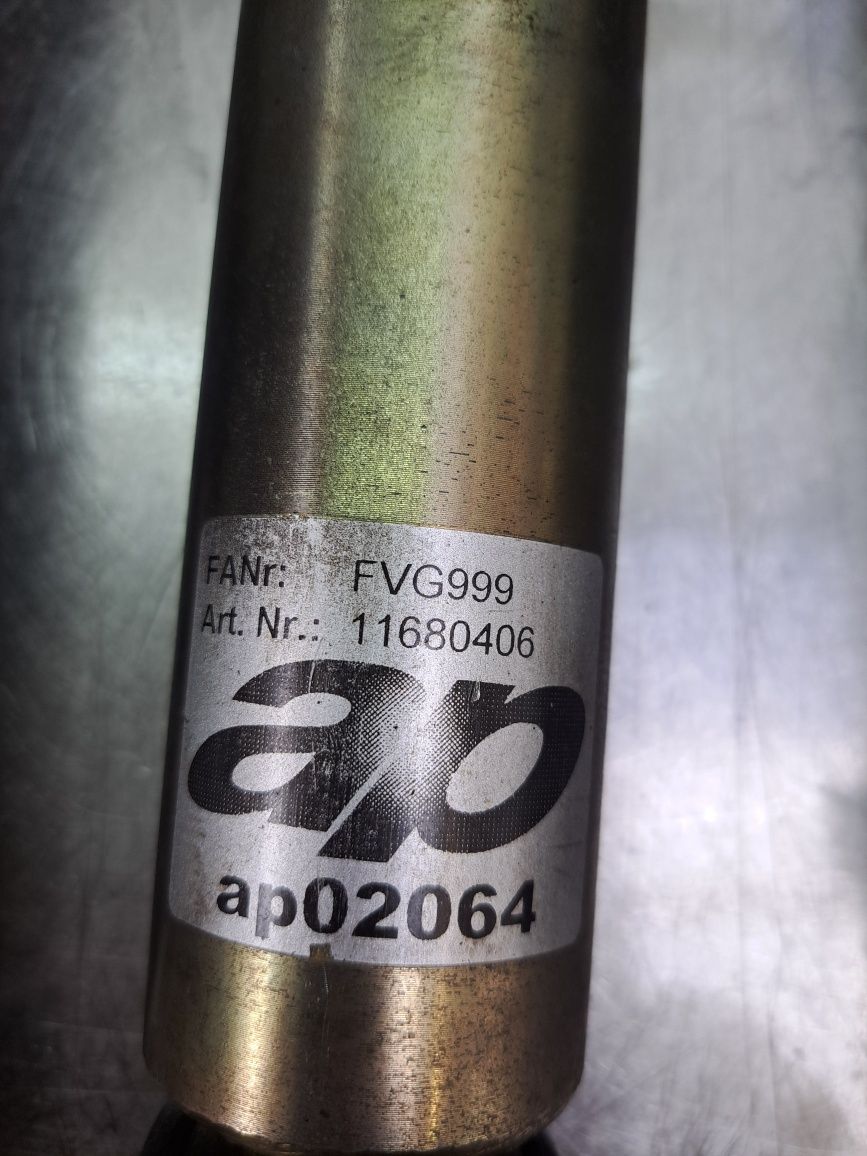 FANr: FVG999
Art. Nr.: 11680406
ap
ap02064